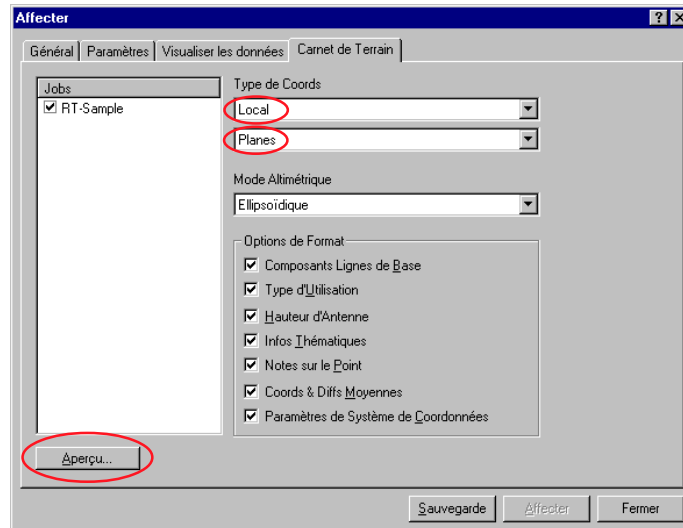 Affecter
Général Paramètres Visualiser les données Carnet de Terrain
Jobs
RT-Sample
Type de Coords
Local
Planes
Mode Altimétrique
Ellipsoïdique
Options de Format
Composants Lignes de Base
Type d'Utilisation
Hauteur d'Antenne
Infos Thématiques
Notes sur le Point
Coords & Diffs Moyennes
Paramètres de Système de Coordonnées
Aperçu...
Sauvegarde Affecter Fermer